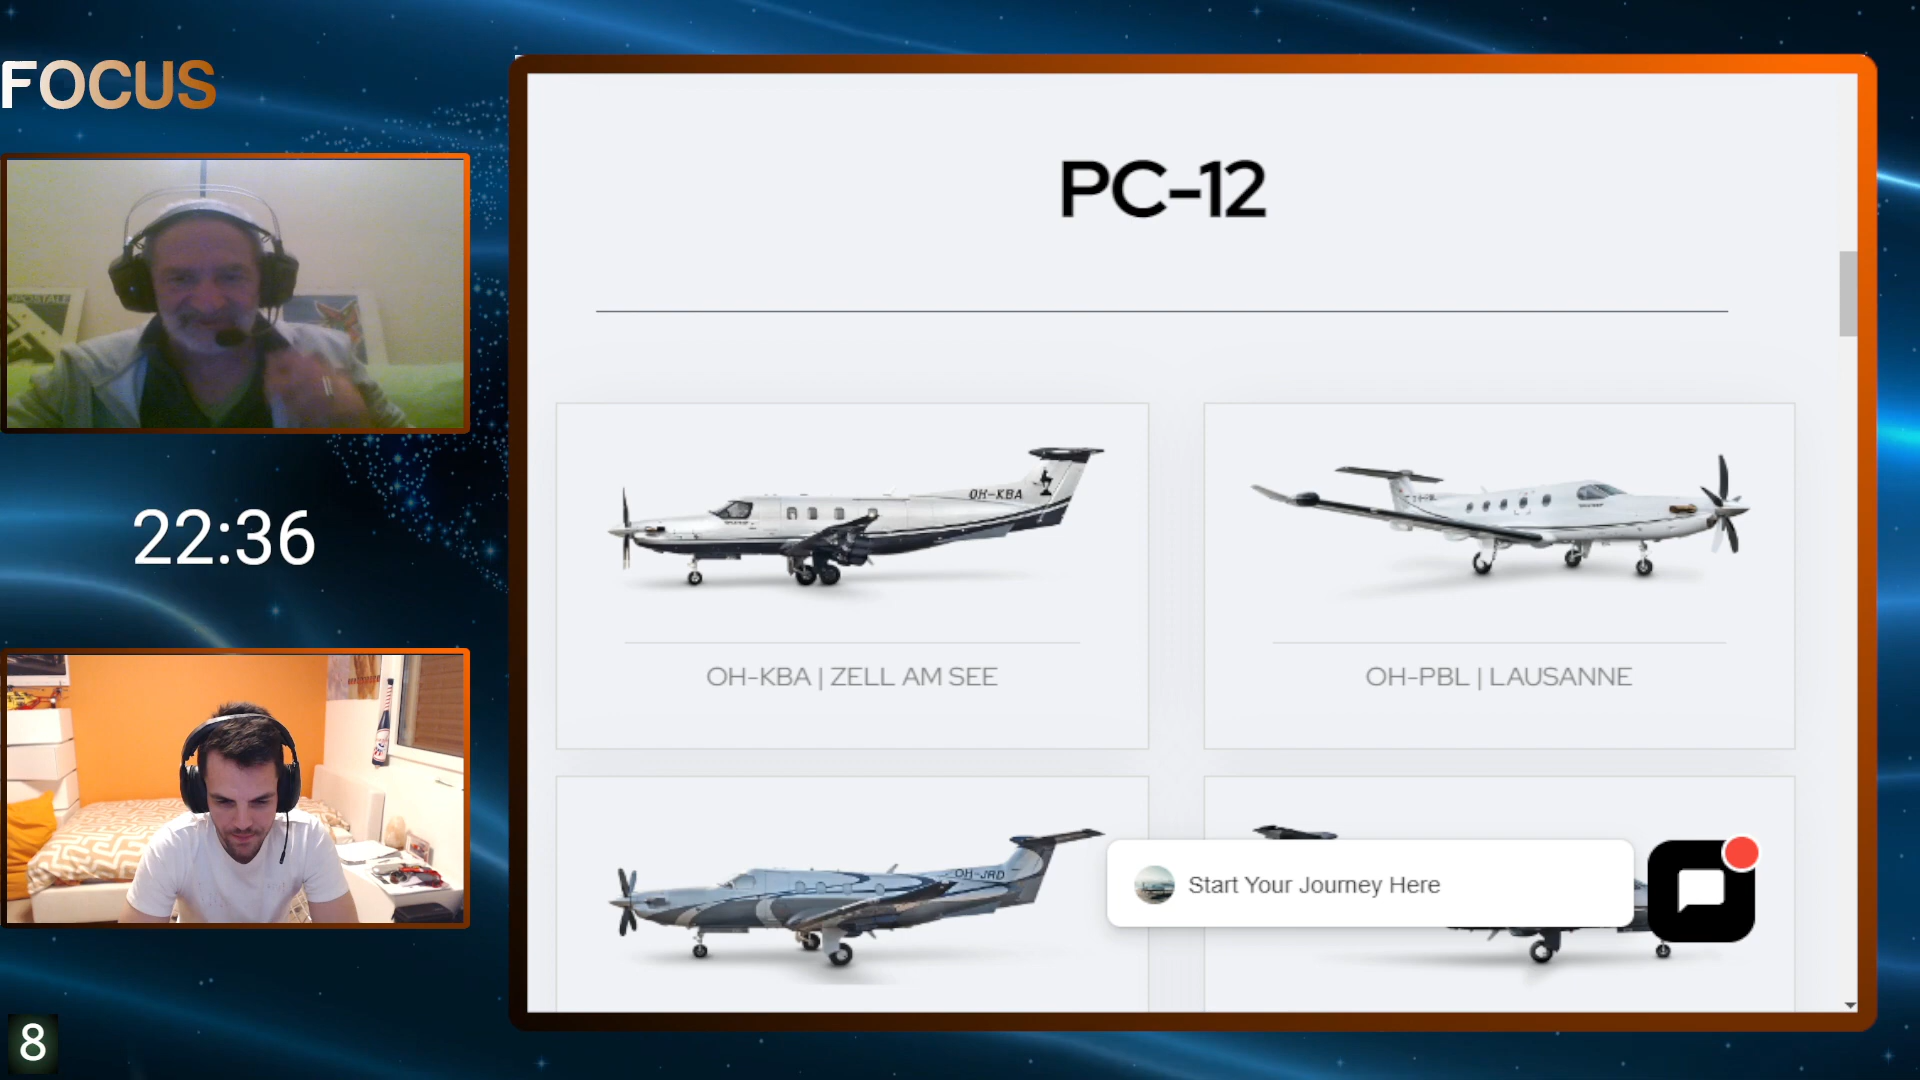 FOCUS
22:36
8
PC-12
OH-KBA
OH-KBA | ZELL AM SEE
OH-PBL | LAUSANNE
OH-JRD
Start Your Journey Here